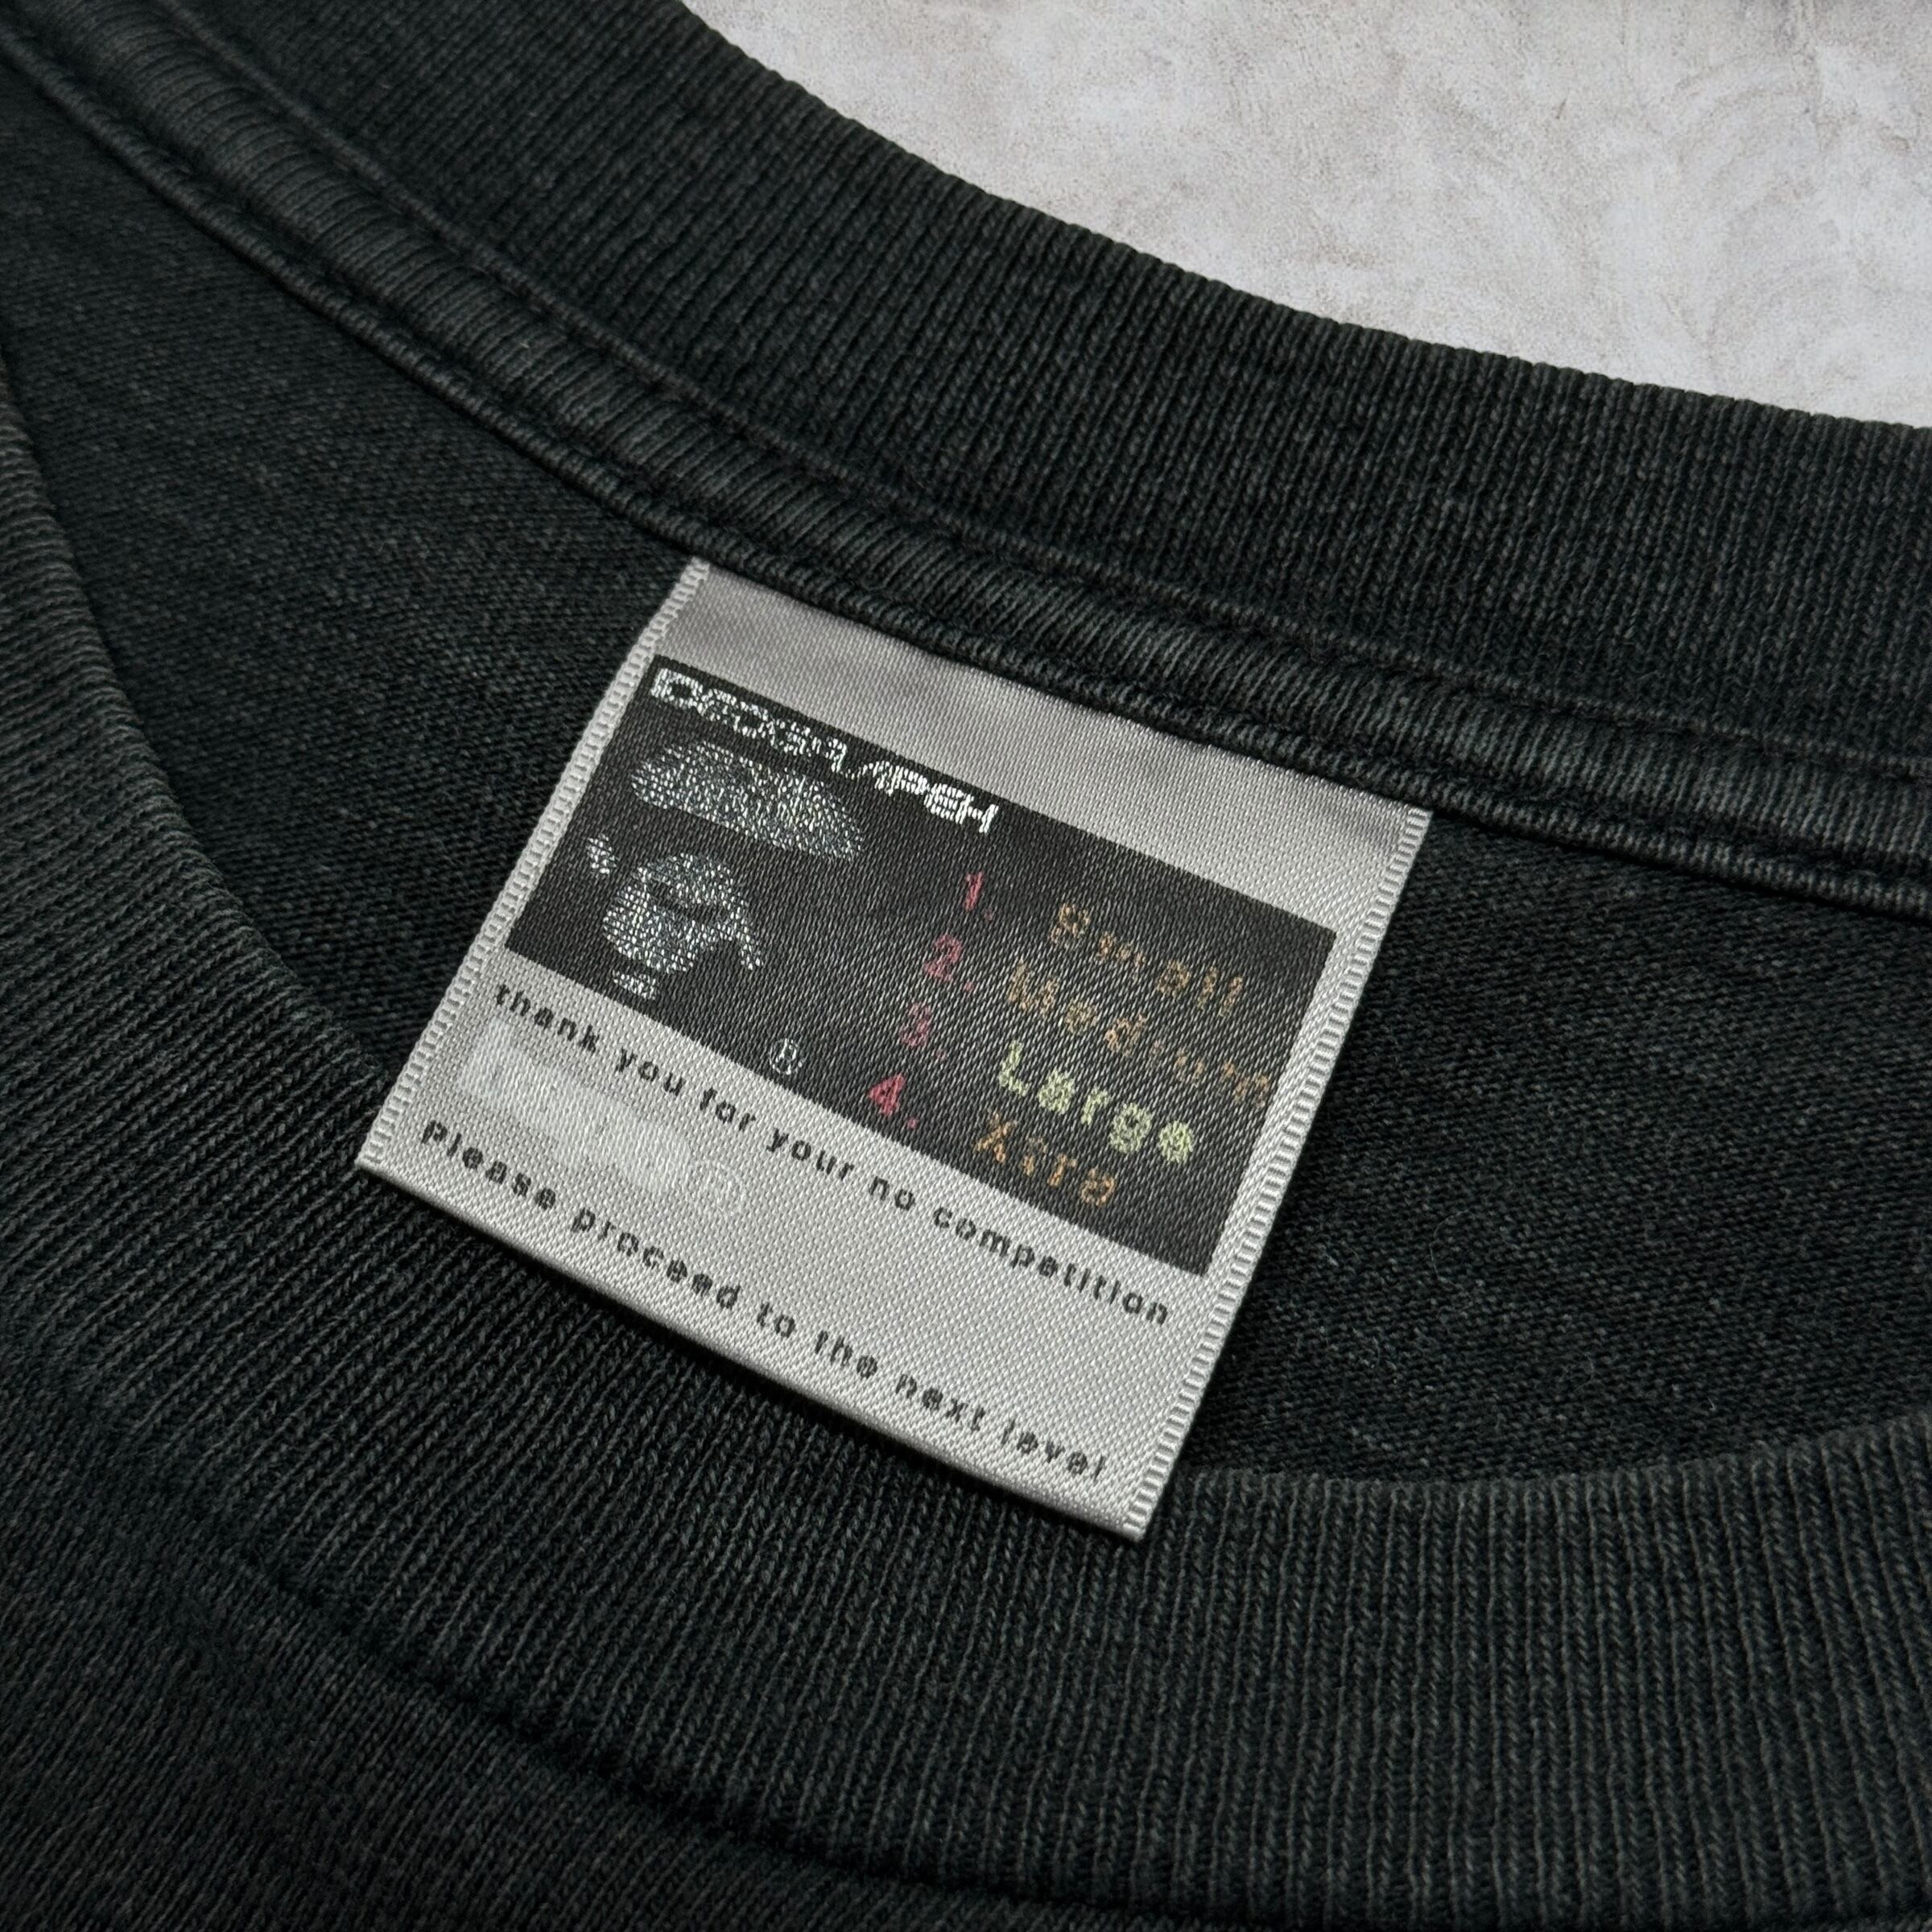 1. Small
2. Medium
3. Large
4. Xtra
®
thank you for your no competition
Please proceed to the next level